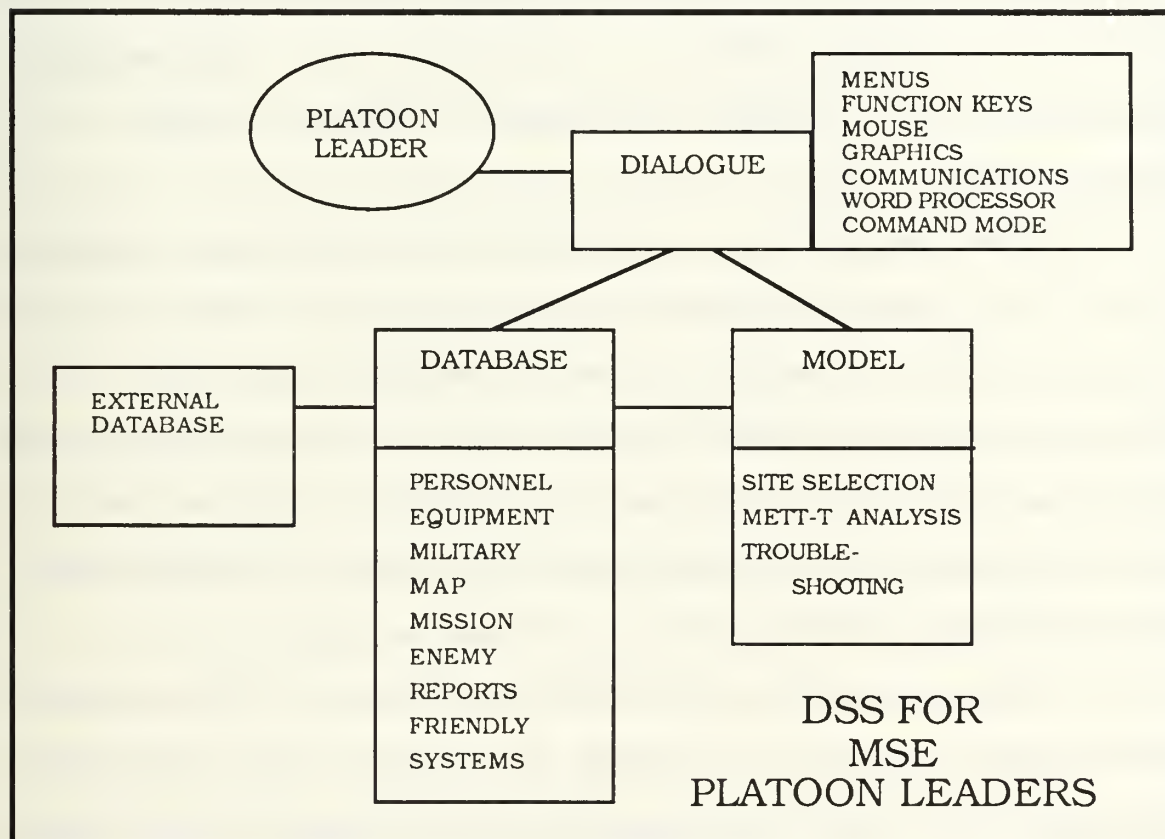 PLATOON
LEADER
DIALOGUE
MENUS
FUNCTION KEYS
MOUSE
GRAPHICS
COMMUNICATIONS
WORD PROCESSOR
COMMAND MODE
EXTERNAL
DATABASE
DATABASE
PERSONNEL
EQUIPMENT
MILITARY
MAP
MISSION
ENEMY
REPORTS
FRIENDLY
SYSTEMS
MODEL
SITE SELECTION
METT-T ANALYSIS
TROUBLE-
SHOOTING
DSS FOR
MSE
PLATOON LEADERS